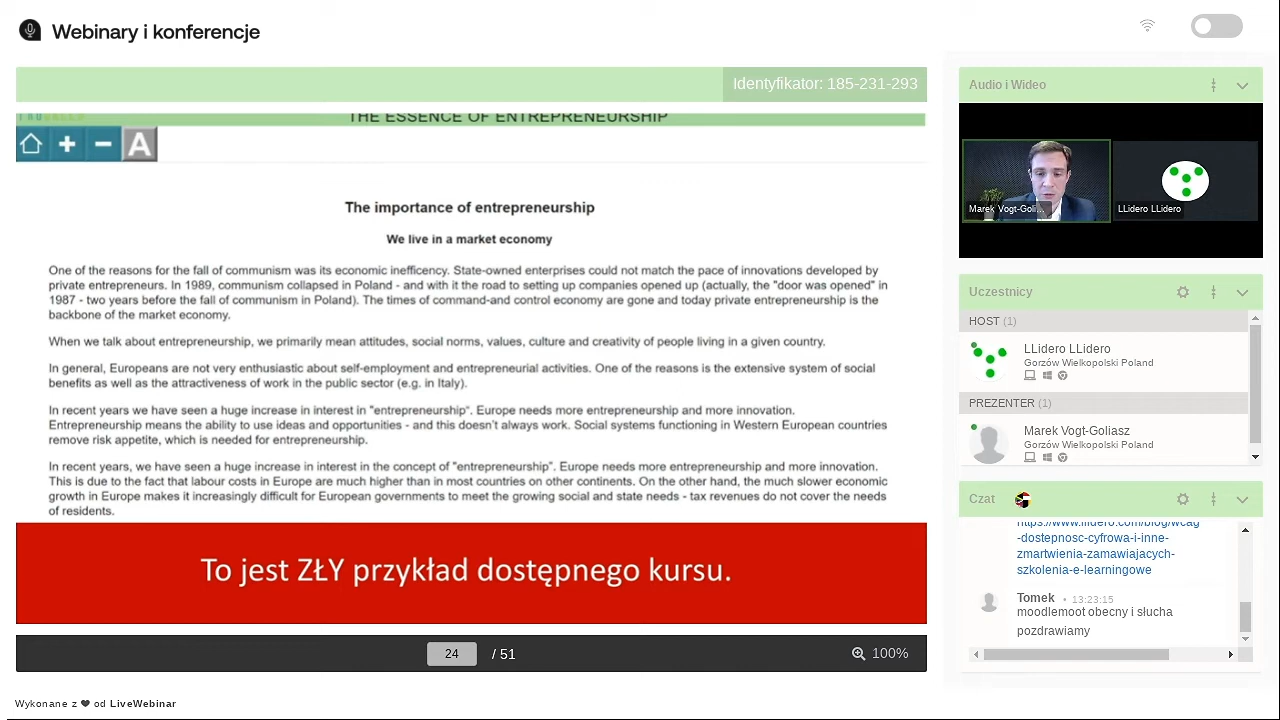 Webinary i konferencje
Identyfikator: 185-231-293
THE ESSENCE OF ENTREPRENEURSHIP
A
The importance of entrepreneurship
We live in a market economy
One of the reasons for the fall of communism was its economic inefficency. State-owned enterprises could not match the pace of innovations developed by
private entrepreneurs. In 1989, communism collapsed in Poland - and with it the road to setting up companies opened up (actually, the "door was opened" in
1987 - two years before the fall of communism in Poland). The times of command-and control economy are gone and today private entrepreneurship is the
backbone of the market economy.
When we talk about entrepreneurship, we primarily mean attitudes, social norms, values, culture and creativity of people living in a given country.
In general, Europeans are not very enthusiastic about self-employment and entrepreneurial activities. One of the reasons is the extensive system of social
benefits as well as the attractiveness of work in the public sector (e.g. in Italy).
In recent years we have seen a huge increase in interest in "entrepreneurship". Europe needs more entrepreneurship and more innovation.
Entrepreneurship means the ability to use ideas and opportunities - and this doesn't always work. Social systems functioning in Western European countries
remove risk appetite, which is needed for entrepreneurship.
In recent years, we have seen a huge increase in interest in the concept of "entrepreneurship". Europe needs more entrepreneurship and more innovation.
This is due to the fact that labour costs in Europe are much higher than in most countries on other continents. On the other hand, the much slower economic
growth in Europe makes it increasingly difficult for European governments to meet the growing social and state needs - tax revenues do not cover the needs
of residents.
To jest ZŁY przykład dostępnego kursu.
24 / 51
100%
Wykonane z ❤ od LiveWebinar
Audio i Wideo
Marek Vogt-Goli...
LLidero LLidero
Uczestnicy
HOST (1)
LLidero LLidero
Gorzów Wielkopolski Poland
PREZENTER (1)
Marek Vogt-Goliasz
Gorzów Wielkopolski Poland
Czat
https://www.llidero.com/blog/wcag
-dostepnosc-cyfrowa-i-inne-
zmartwienia-zamawiajacych-
szkolenia-e-learningowe
Tomek • 13:23:15
moodlemoot obecny i słucha
pozdrawiamy